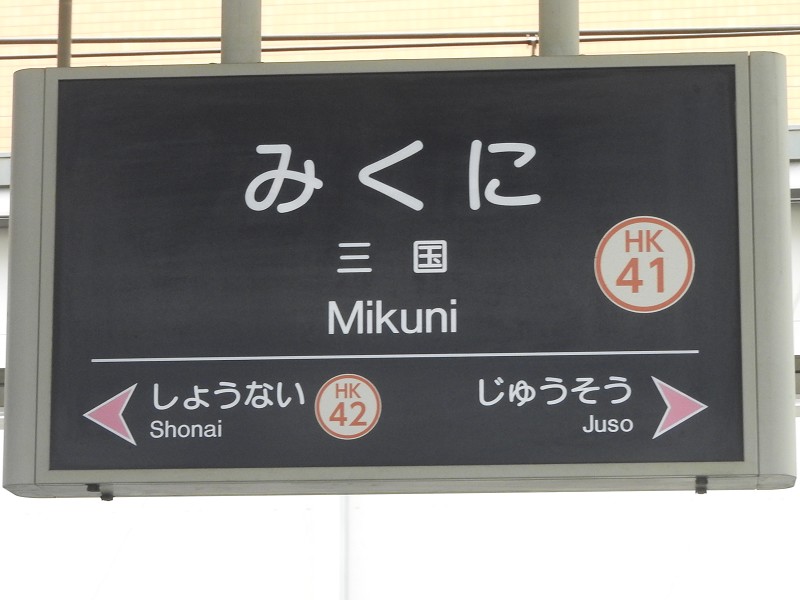 みくに
三国
Mikuni
HK
41
しょうない
Shonai
HK
42
じゅうそう
Juso